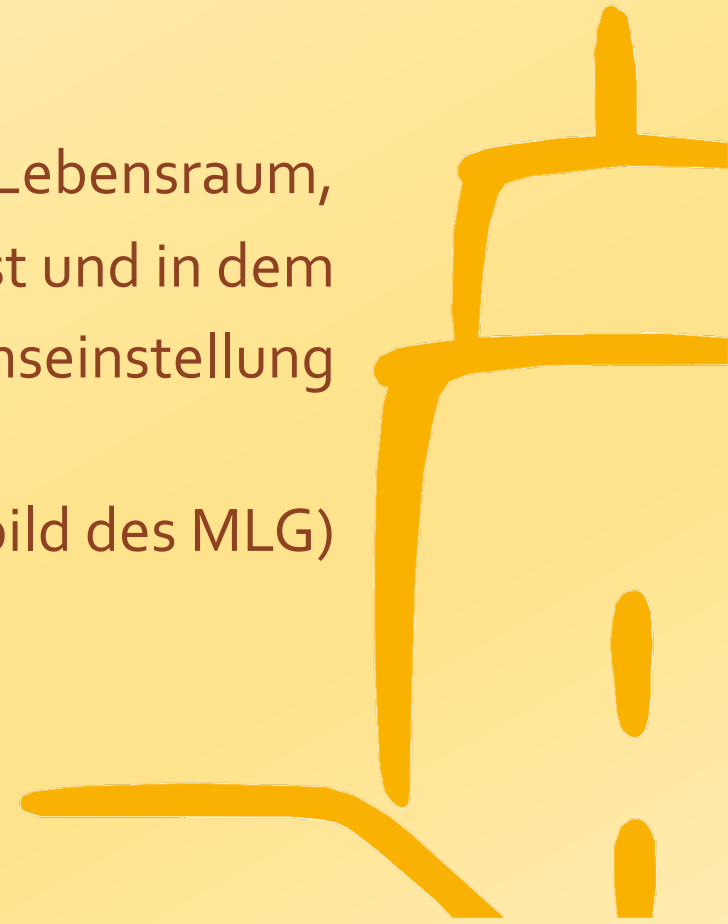 Lebensraum,
st und in dem
nseinstellung
bild des MLG)